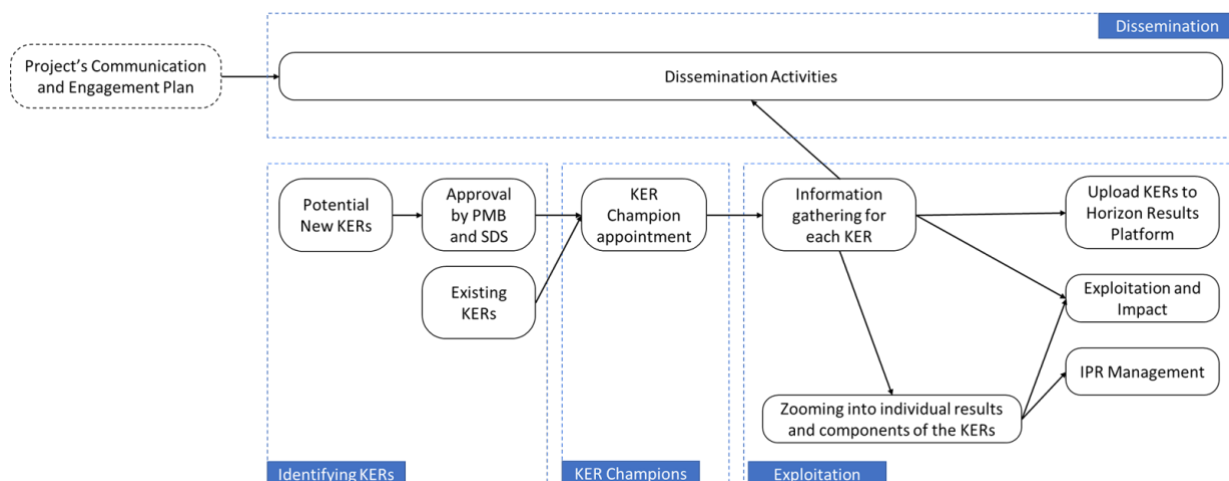 Dissemination
Project's Communication
and Engagement Plan
Dissemination Activities
Potential
New KERs
Approval
by PMB
and SDS
Existing
KERs
KER
Champion
appointment
Information
gathering for
each KER
Upload KERs to
Horizon Results
Platform
Exploitation and
Impact
IPR Management
Zooming into individual results
and components of the KERs
Identifying KERs
KER Champions
Exploitation